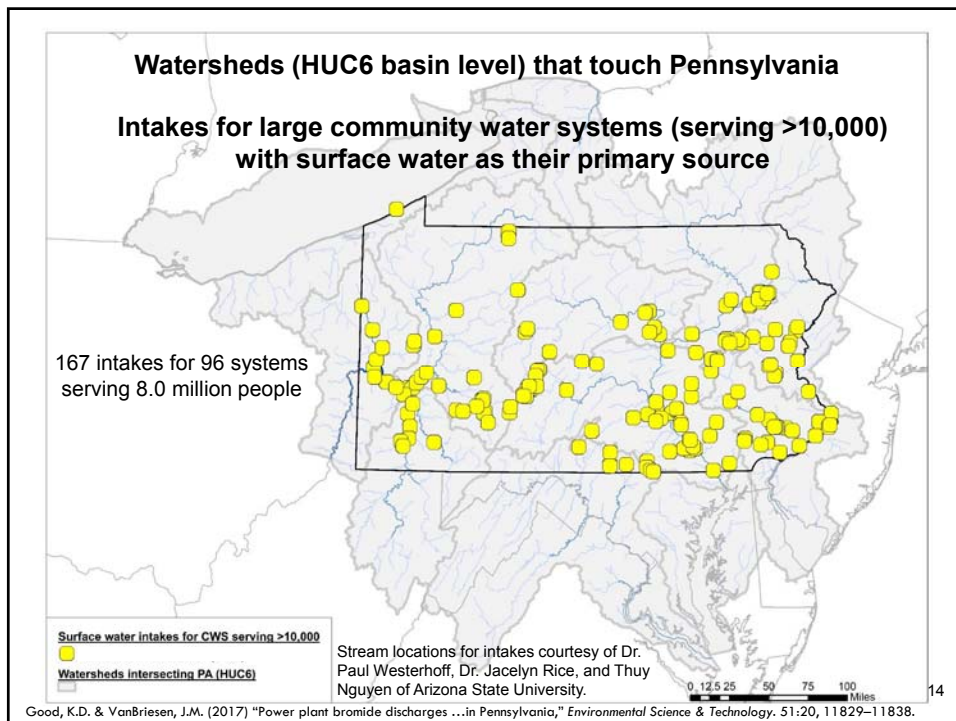 Watersheds (HUC6 basin level) that touch Pennsylvania
Intakes for large community water systems (serving >10,000)
with surface water as their primary source
167 intakes for 96 systems
serving 8.0 million people
Surface water intakes for CWS serving >10,000
Watersheds intersecting PA (HUC6)
Stream locations for intakes courtesy of Dr.
Paul Westerhoff, Dr. Jacelyn Rice, and Thuy
Nguyen of Arizona State University.
0 12.5 25 50 75 100
Miles
14
Good, K.D. & VanBriesen, J.M. (2017) “Power plant bromide discharges …in Pennsylvania,” Environmental Science & Technology. 51:20, 11829–11838.